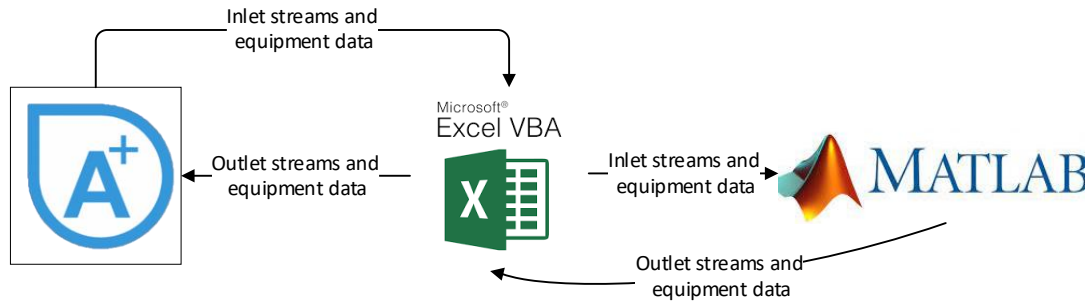 Inlet streams and
equipment data
Microsoft®
Excel VBA
A+
Outlet streams and
equipment data
X
Inlet streams and
equipment data
MATLAB
Outlet streams and
equipment data